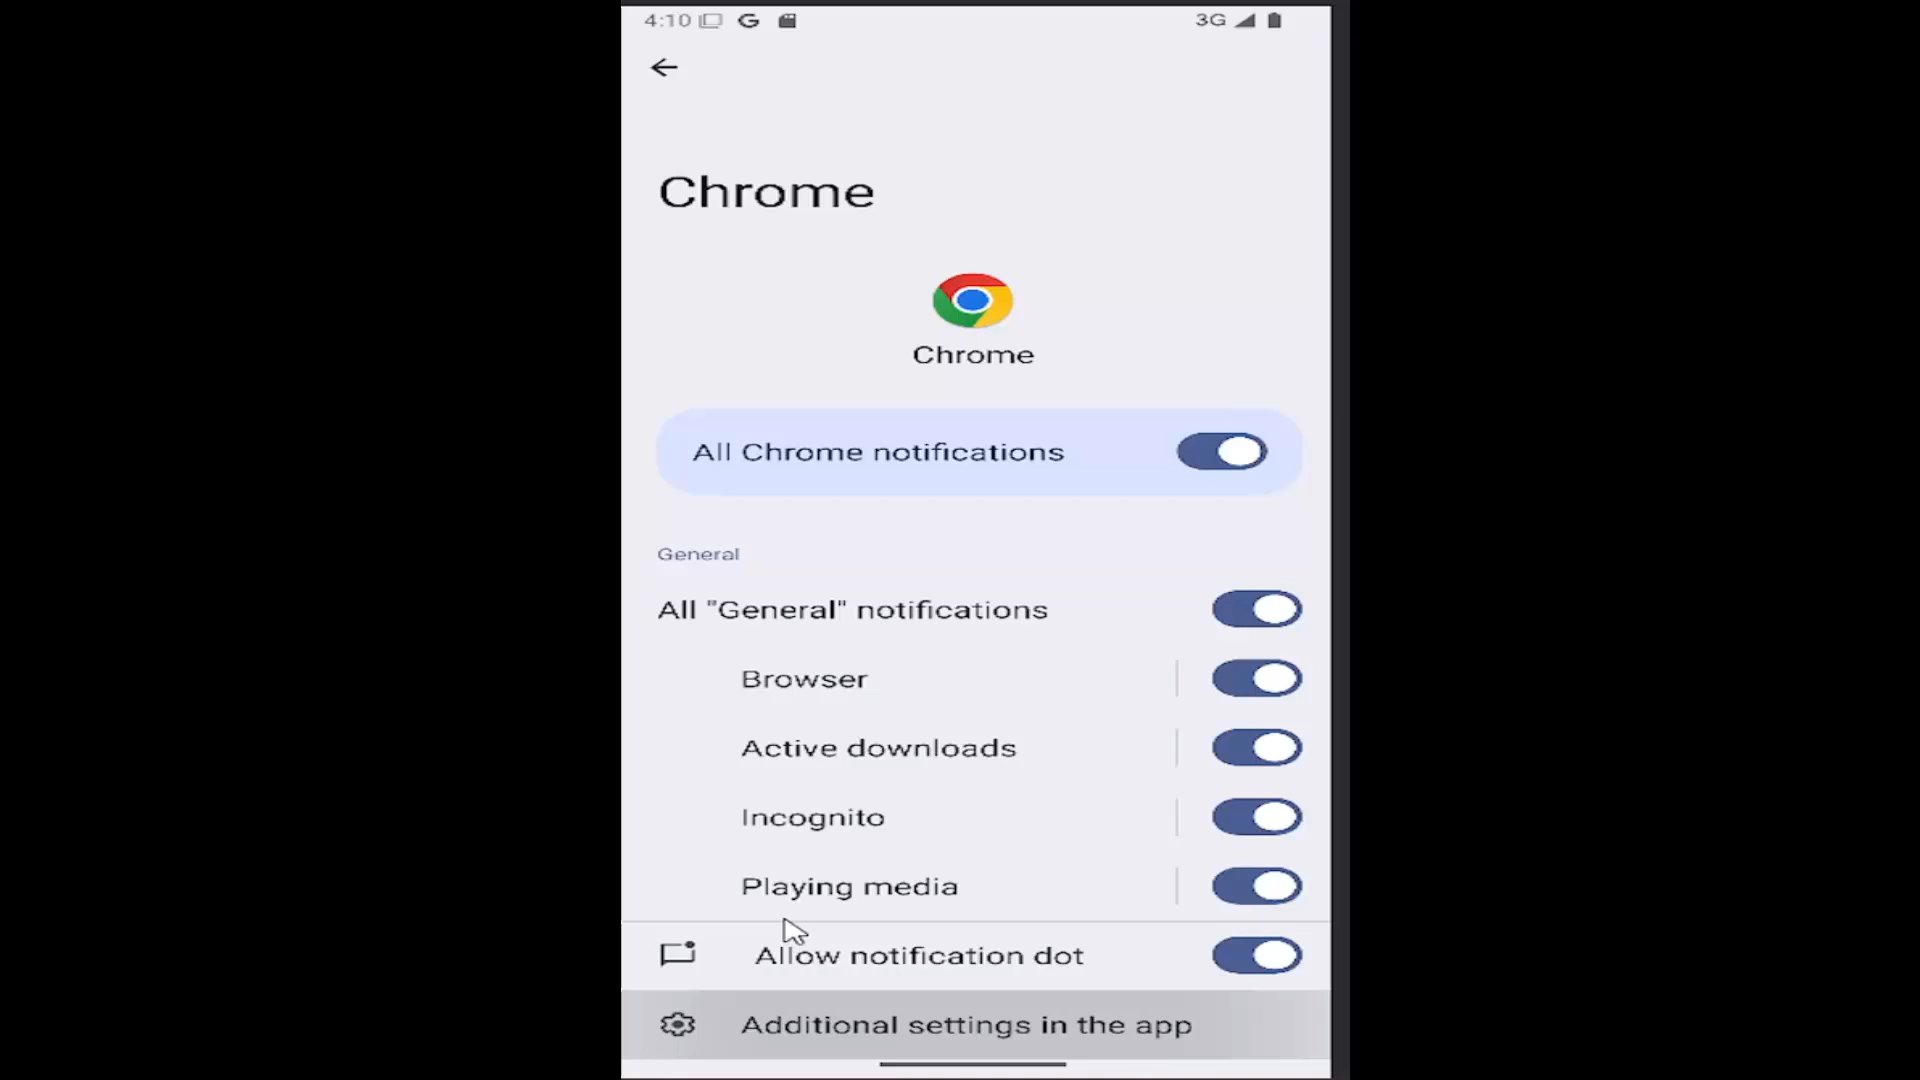 4:10 G 3G
Chrome
Chrome
All Chrome notifications
General
All "General" notifications
Browser
Active downloads
Incognito
Playing media
Allow notification dot
Additional settings in the app